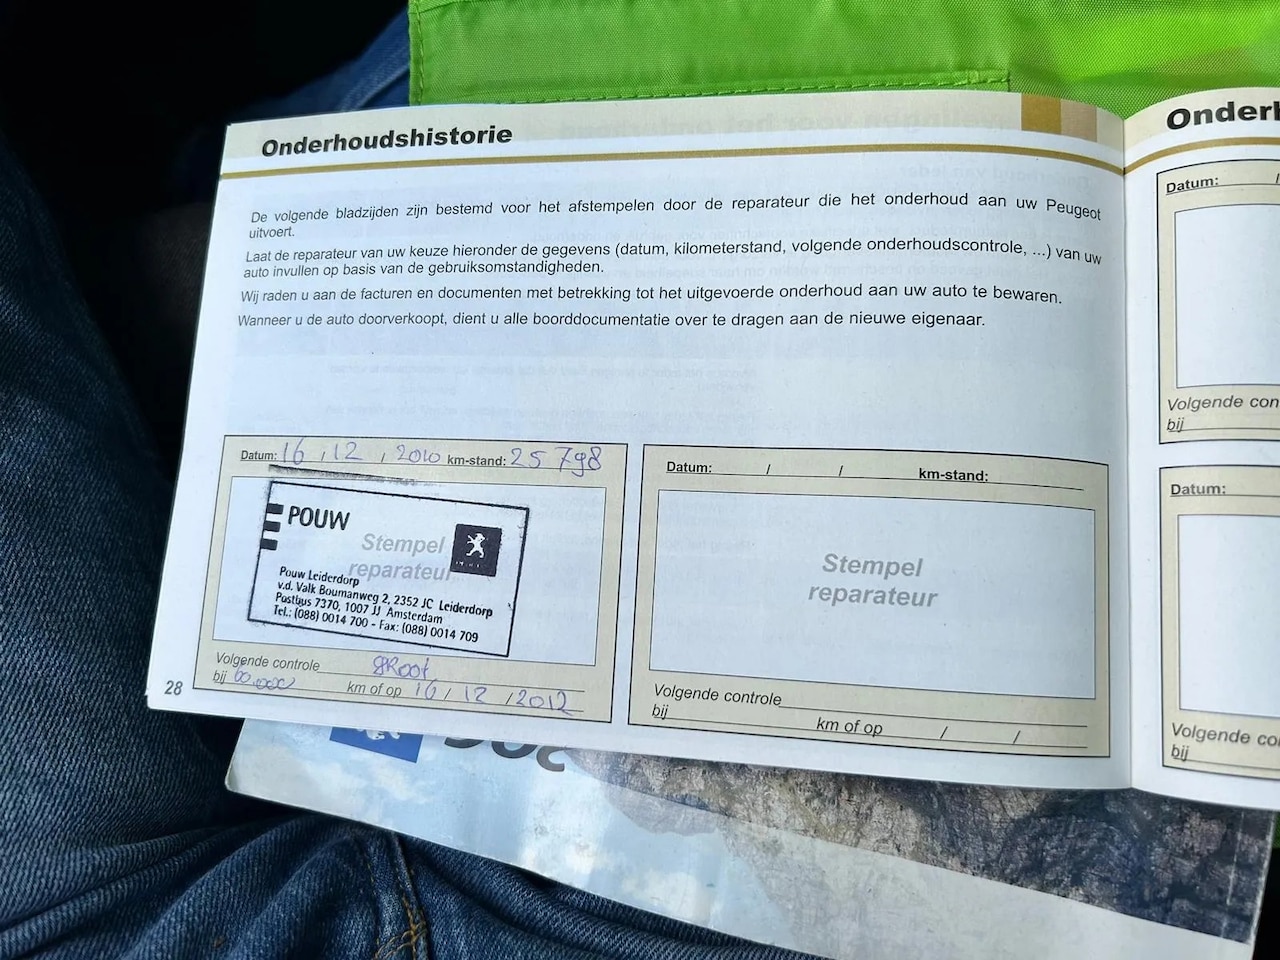 Onderhoudshistorie
De volgende bladzijden zijn bestemd voor het afstempelen door de reparateur die het onderhoud aan uw Peugeot
uitvoert.
Laat de reparateur van uw keuze hieronder de gegevens (datum, kilometerstand, volgende onderhoudscontrole, ...) van uw
auto invullen op basis van de gebruiksomstandigheden.
Wij raden u aan de facturen en documenten met betrekking tot het uitgevoerde onderhoud aan uw auto te bewaren.
Wanneer u de auto doorverkoopt, dient u alle boorddocumentatie over te dragen aan de nieuwe eigenaar.
Datum: 16 / 12 / 2010 km-stand: 25 798
POUW
Stempel
reparateur
Pouw Leiderdorp
v.d. Valk Boumanweg 2, 2352 JC Leiderdorp
Postbus 7370, 1007 JJ Amsterdam
Tel.: (088) 0014 700 - Fax: (088) 0014 709
Volgende controle groot
bij 60.000 km of op 16 / 12 / 2012
28
Datum: / / km-stand:
Stempel
reparateur
Volgende controle
bij km of op / /
Onderh
Datum: /
Volgende con
bij
Datum:
Volgende co
bij